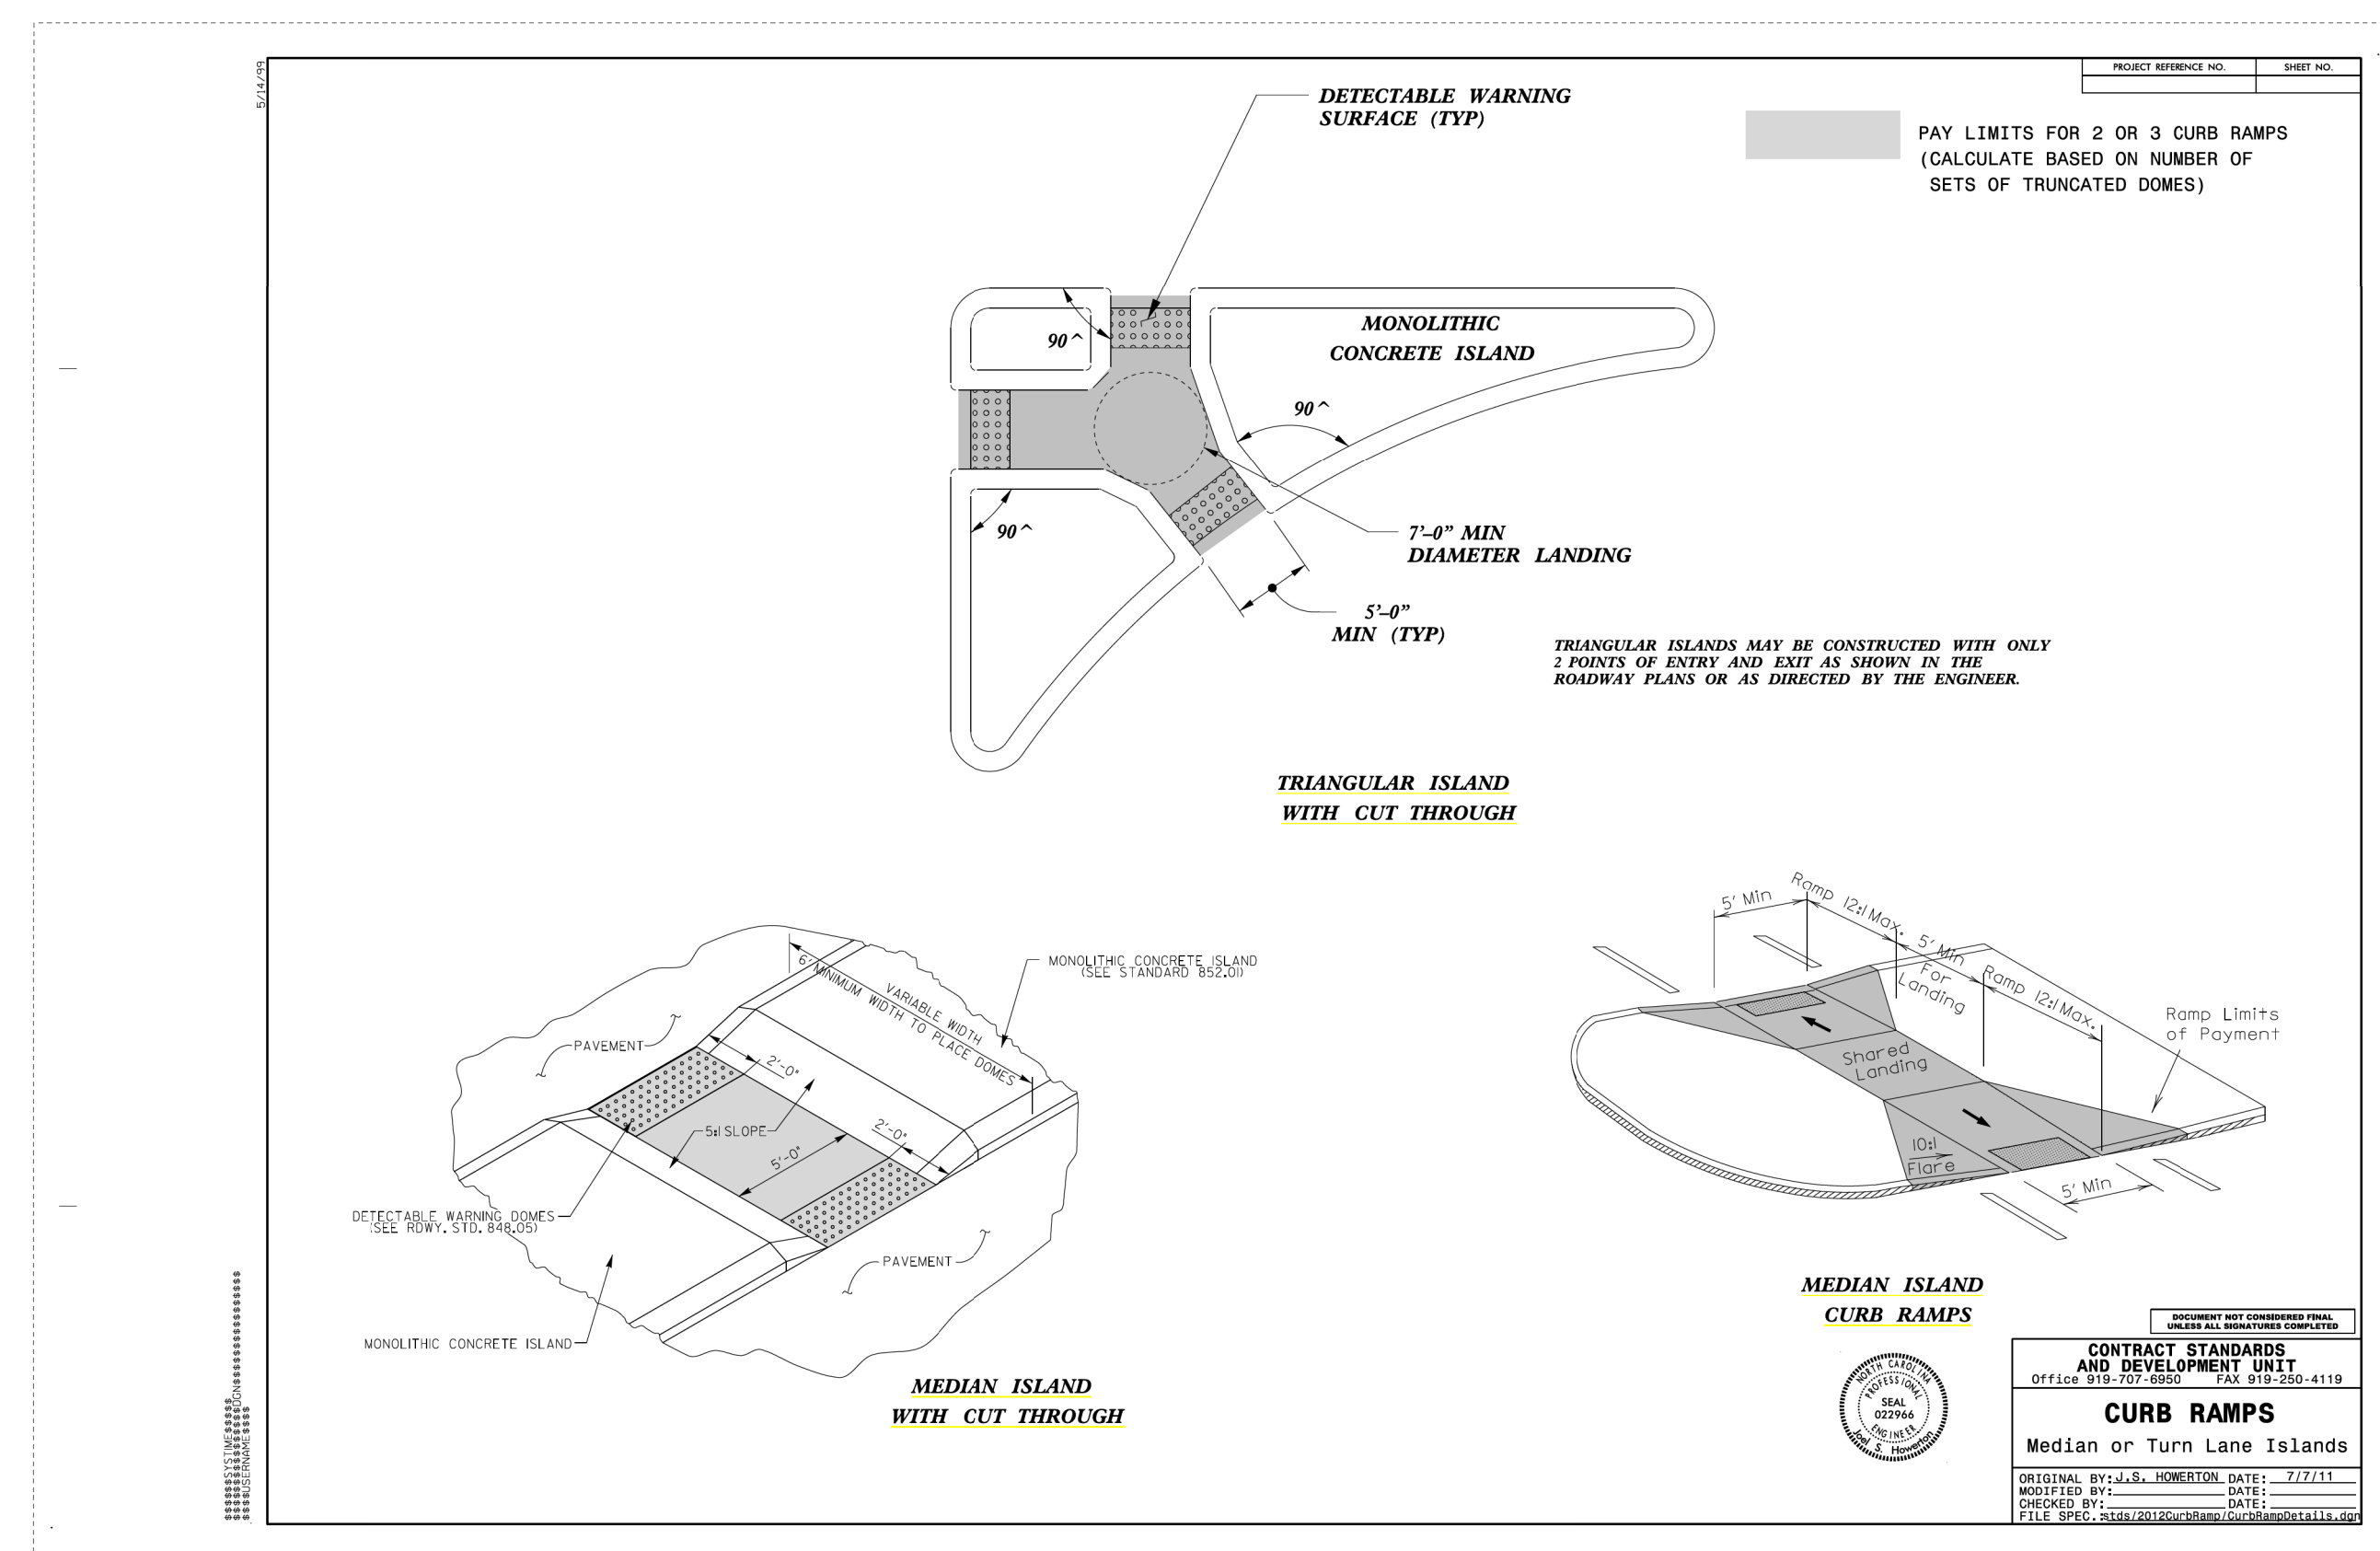 5/14/99
PROJECT REFERENCE NO.
SHEET NO.
DETECTABLE WARNING
SURFACE (TYP)
PAY LIMITS FOR 2 OR 3 CURB RAMPS
(CALCULATE BASED ON NUMBER OF
SETS OF TRUNCATED DOMES)
MONOLITHIC
CONCRETE ISLAND
90^
90^
90^
7'-0" MIN
DIAMETER LANDING
5'-0"
MIN (TYP)
TRIANGULAR ISLANDS MAY BE CONSTRUCTED WITH ONLY
2 POINTS OF ENTRY AND EXIT AS SHOWN IN THE
ROADWAY PLANS OR AS DIRECTED BY THE ENGINEER.
TRIANGULAR ISLAND
WITH CUT THROUGH
MONOLITHIC CONCRETE ISLAND
(SEE STANDARD 852.01)
VARIABLE WIDTH
6' MINIMUM WIDTH TO PLACE DOMES
PAVEMENT
2'-0"
5:1 SLOPE
2'-0"
5'-0"
DETECTABLE WARNING DOMES
(SEE RDWY. STD. 848.05)
PAVEMENT
MONOLITHIC CONCRETE ISLAND
MEDIAN ISLAND
WITH CUT THROUGH
5' Min
Ramp 12:1 Max.
5' Min
For
Landing
Ramp 12:1 Max.
Ramp Limits
of Payment
Shared
Landing
10:1
Flare
5' Min
MEDIAN ISLAND
CURB RAMPS
NORTH CAROLINA
PROFESSIONAL
SEAL
022966
ENGINEER
Joel S. Howerton
DOCUMENT NOT CONSIDERED FINAL
UNLESS ALL SIGNATURES COMPLETED
CONTRACT STANDARDS
AND DEVELOPMENT UNIT
Office 919-707-6950 FAX 919-250-4119
CURB RAMPS
Median or Turn Lane Islands
ORIGINAL BY: J.S. HOWERTON DATE: 7/7/11
MODIFIED BY: DATE:
CHECKED BY: DATE:
FILE SPEC.: stds/2012CurbRamp/CurbRampDetails.dgn
$$$$$SYSTIME$$$$$
$$$$$$$$$$$$$$$DGN$$$$$$$$$$$$$$$
$$$$USERNAME$$$$